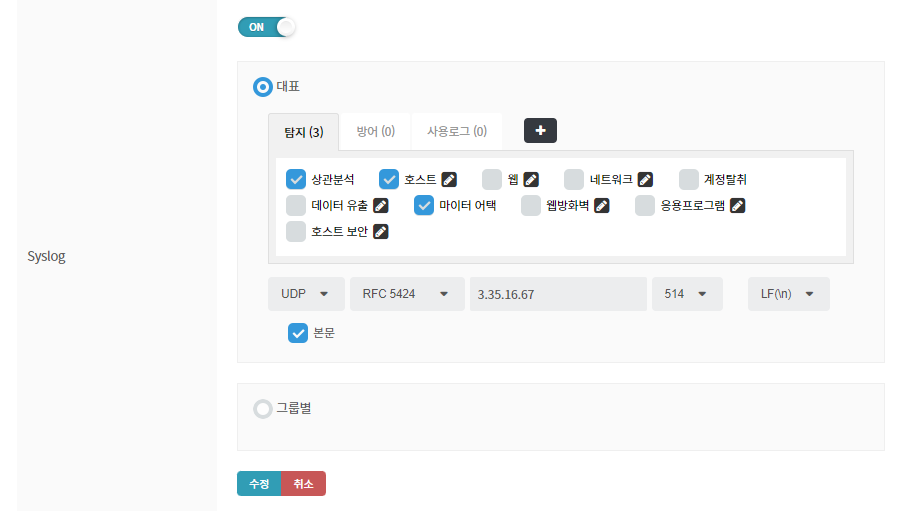 ON
대표
탐지 (3) 방어 (0) 사용로그 (0) +
상관분석 호스트 웹 네트워크 계정탈취
데이터 유출 마이터 어택 웹방화벽 응용프로그램
호스트 보안
Syslog
UDP RFC 5424 3.35.16.67 514 LF(\n)
본문
그룹별
수정 취소